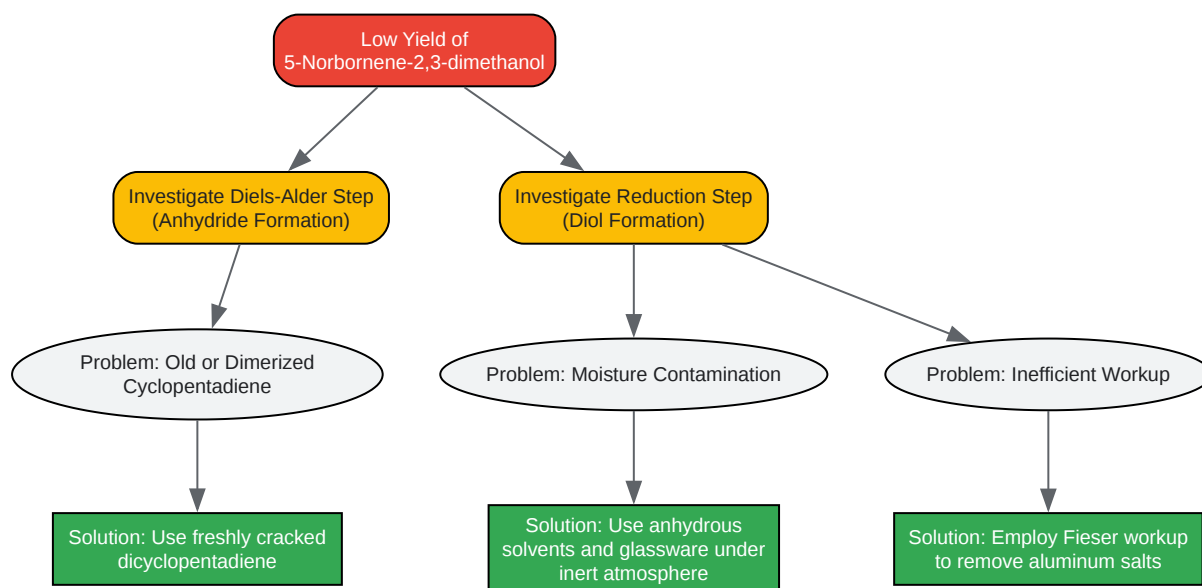 Low Yield of
5-Norbornene-2,3-dimethanol
Investigate Diels-Alder Step
(Anhydride Formation)
Investigate Reduction Step
(Diol Formation)
Problem: Old or Dimerized
Cyclopentadiene
Problem: Moisture Contamination
Problem: Inefficient Workup
Solution: Use freshly cracked
dicyclopentadiene
Solution: Use anhydrous
solvents and glassware under
inert atmosphere
Solution: Employ Fieser workup
to remove aluminum salts